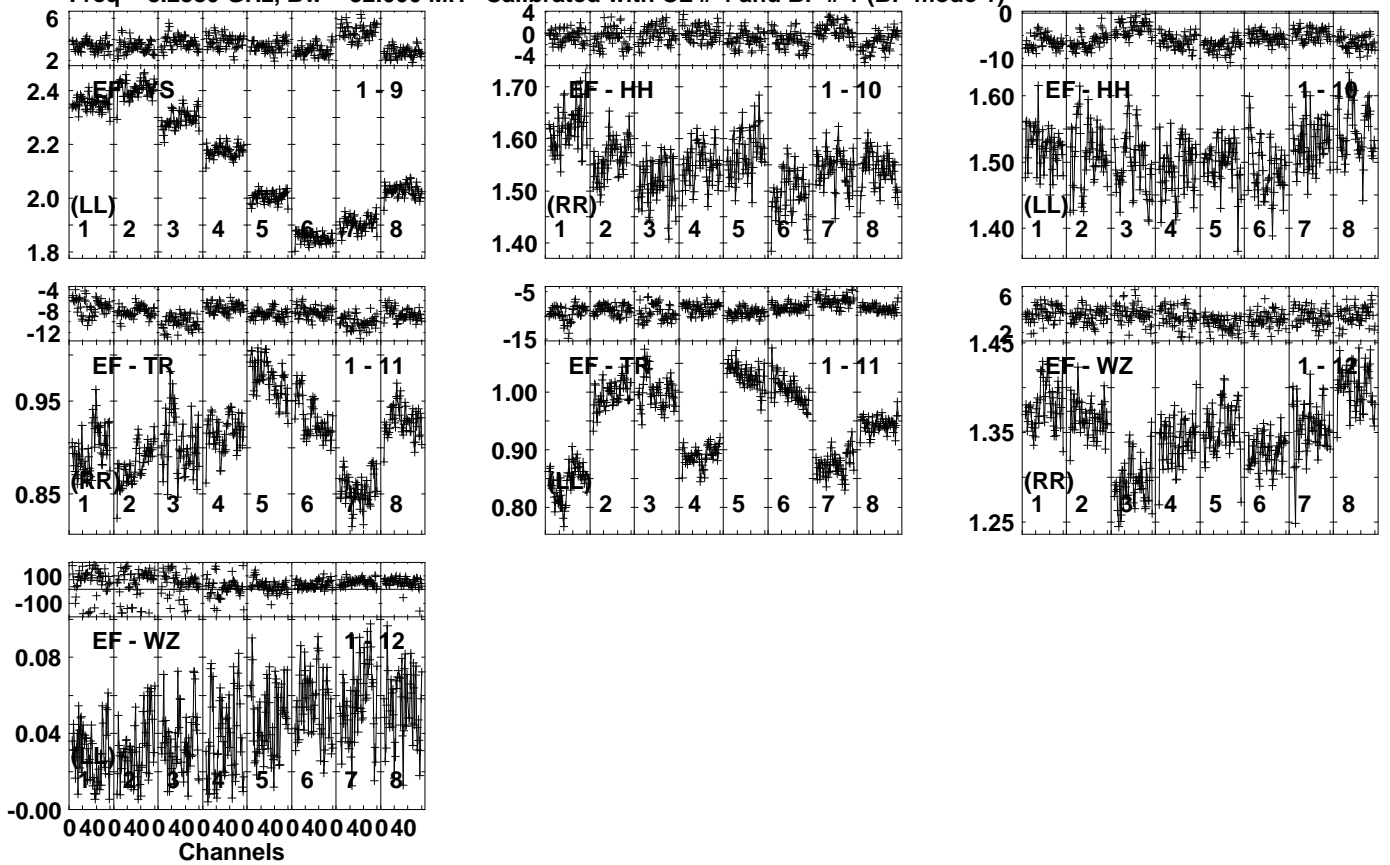 6
2
EF - YS 1 - 9
2.4
2.2
2.0
1.8
(LL)
1 2 3 4 5 6 7 8
4
0
-4
EF - HH 1 - 10
1.70
1.60
1.50
1.40
(RR)
1 2 3 4 5 6 7 8
0
-10
EF - HH 1 - 10
1.60
1.50
1.40
(LL)
1 2 3 4 5 6 7 8
-4
-8
-12
EF - TR 1 - 11
0.95
0.85
(RR)
1 2 3 4 5 6 7 8
-5
-15
EF - TR 1 - 11
1.00
0.90
0.80
(LL)
1 2 3 4 5 6 7 8
6
2
EF - WZ 1 - 12
1.45
1.35
1.25
(RR)
1 2 3 4 5 6 7 8
100
-100
EF - WZ 1 - 12
0.08
0.04
-0.00
(LL)
1 2 3 4 5 6 7 8
0 40 0 40 0 40 0 40 0 40 0 40 0 40 0 40
Channels